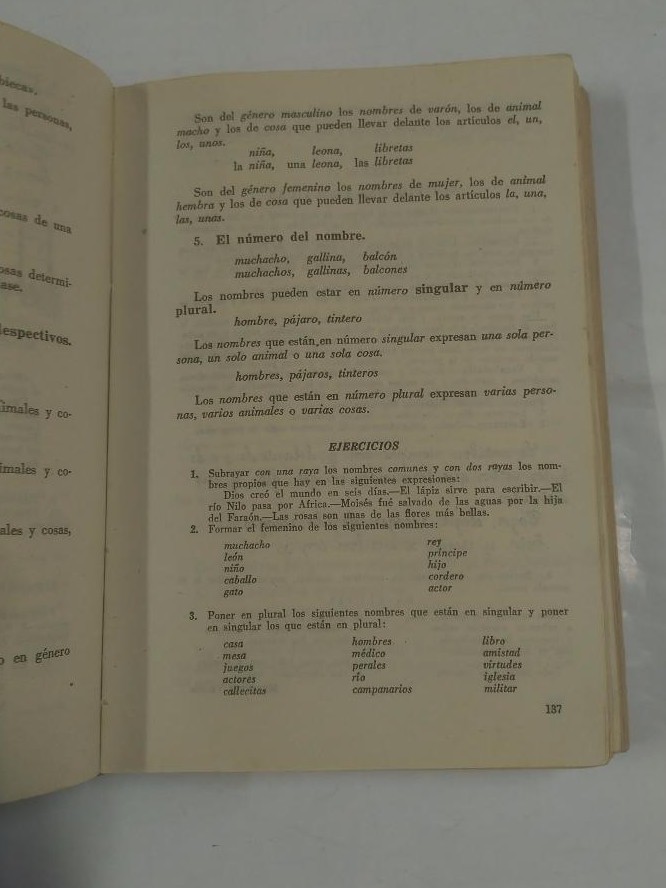 bieca».
las personas,
cosas de una
osas determi-
ase.
despectivos.
imales y co-
imales y co-
ales y cosas,
o en género
Son del género masculino los nombres de varón, los de animal
macho y los de cosa que pueden llevar delante los artículos el, un,
los, unos.
niña, leona, libretas
la niña, una leona, las libretas
Son del género femenino los nombres de mujer, los de animal
hembra y los de cosa que pueden llevar delante los artículos la, una,
las, unas.
5. El número del nombre.
muchacho, gallina, balcón
muchachos, gallinas, balcones
Los nombres pueden estar en número singular y en número
plural.
hombre, pájaro, tintero
Los nombres que están en número singular expresan una sola per-
sona, un solo animal o una sola cosa.
hombres, pájaros, tinteros
Los nombres que están en número plural expresan varias perso-
nas, varios animales o varias cosas.
EJERCICIOS
1. Subrayar con una raya los nombres comunes y con dos rayas los nom-
bres propios que hay en las siguientes expresiones:
Dios creó el mundo en seis días.—El lápiz sirve para escribir.—El
río Nilo pasa por Africa.—Moisés fué salvado de las aguas por la hija
del Faraón.—Las rosas son unas de las flores más bellas.
2. Formar el femenino de los siguientes nombres:
muchacho rey
león príncipe
niño hijo
caballo cordero
gato actor
3. Poner en plural los siguientes nombres que están en singular y poner
en singular los que están en plural:
casa hombres libro
mesa médico amistad
juegos perales virtudes
actores río iglesia
callecitas campanarios militar
187